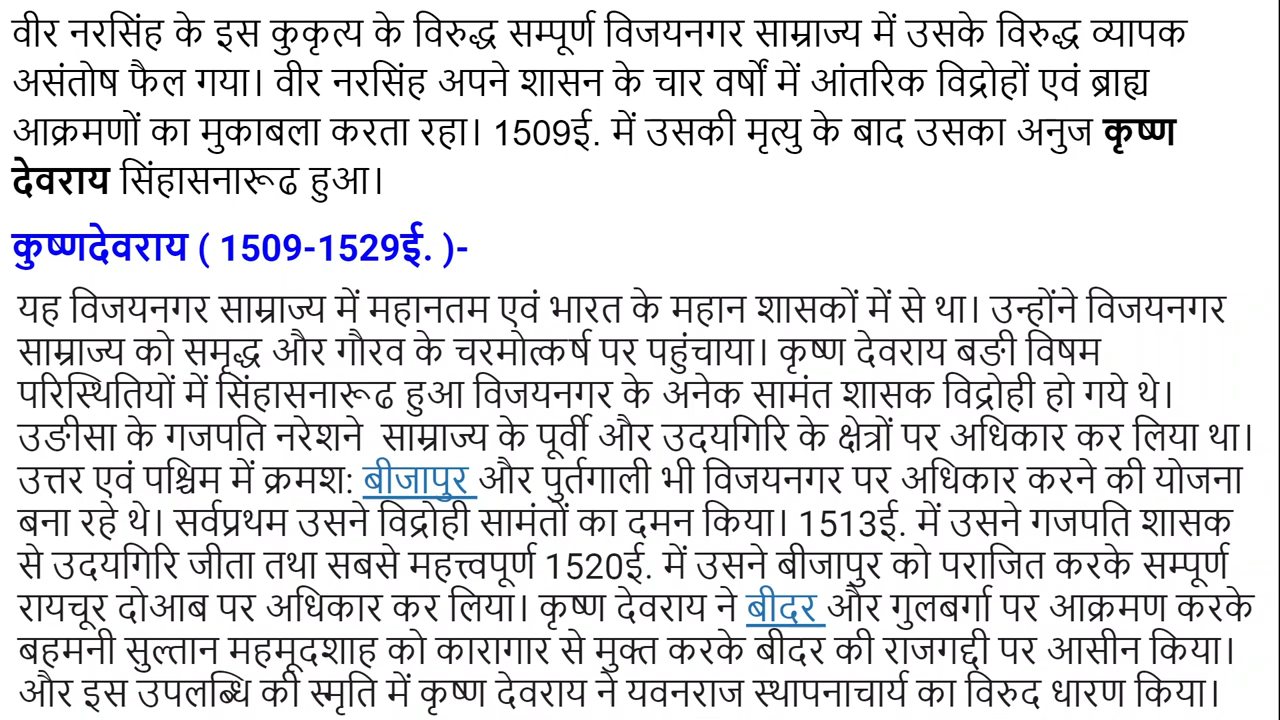 वीर नरसिंह के इस कुकृत्य के विरुद्ध सम्पूर्ण विजयनगर साम्राज्य में उसके विरुद्ध व्यापक
असंतोष फैल गया। वीर नरसिंह अपने शासन के चार वर्षों में आंतरिक विद्रोहों एवं ब्राह्य
आक्रमणों का मुकाबला करता रहा। 1509ई. में उसकी मृत्यु के बाद उसका अनुज कृष्ण
देवराय सिंहासनारूढ हुआ।
कुष्णदेवराय ( 1509-1529ई. )-
यह विजयनगर साम्राज्य में महानतम एवं भारत के महान शासकों में से था। उन्होंने विजयनगर
साम्राज्य को समृद्ध और गौरव के चरमोत्कर्ष पर पहुंचाया। कृष्ण देवराय बङी विषम
परिस्थितियों में सिंहासनारूढ हुआ विजयनगर के अनेक सामंत शासक विद्रोही हो गये थे।
उङीसा के गजपति नरेशने साम्राज्य के पूर्वी और उदयगिरि के क्षेत्रों पर अधिकार कर लिया था।
उत्तर एवं पश्चिम में क्रमश: बीजापुर और पुर्तगाली भी विजयनगर पर अधिकार करने की योजना
बना रहे थे। सर्वप्रथम उसने विद्रोही सामंतों का दमन किया। 1513ई. में उसने गजपति शासक
से उदयगिरि जीता तथा सबसे महत्त्वपूर्ण 1520ई. में उसने बीजापुर को पराजित करके सम्पूर्ण
रायचूर दोआब पर अधिकार कर लिया। कृष्ण देवराय ने बीदर और गुलबर्गा पर आक्रमण करके
बहमनी सुल्तान महमूदशाह को कारागार से मुक्त करके बीदर की राजगद्दी पर आसीन किया।
और इस उपलब्धि की स्मृति में कृष्ण देवराय ने यवनराज स्थापनाचार्य का विरुद धारण किया।